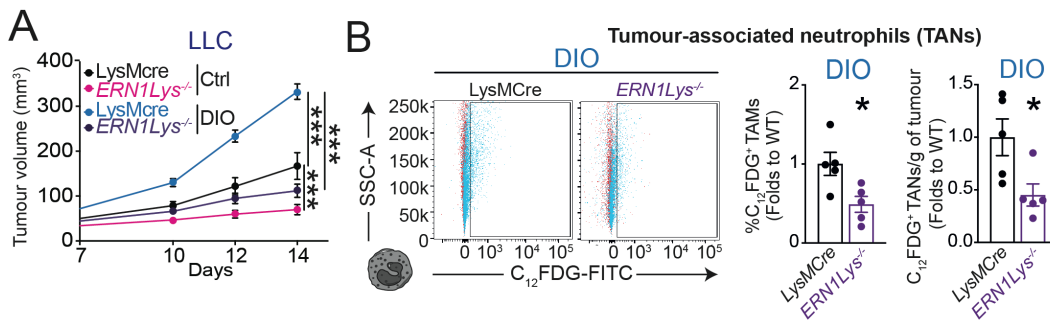 A
LLC
Tumour volume (mm³)
400
300
200
100
0
7
10
12
14
Days
LysMcre
ERN1Lys-/-
Ctrl
LysMcre
ERN1Lys-/-
DIO
***
***
***
B
Tumour-associated neutrophils (TANs)
DIO
LysMCre
ERN1Lys-/-
SSC-A
250k
200k
150k
100k
50k
0
0 10³ 10⁴ 10⁵
0 10³ 10⁴ 10⁵
C₁₂FDG-FITC
DIO
%C₁₂FDG⁺ TAMs
(Folds to WT)
2
1
0
*
LysMCre
ERN1Lys-/-
DIO
C₁₂FDG⁺ TANs/g of tumour
(Folds to WT)
1.5
1.0
0.5
0.0
*
LysMCre
ERN1Lys-/-